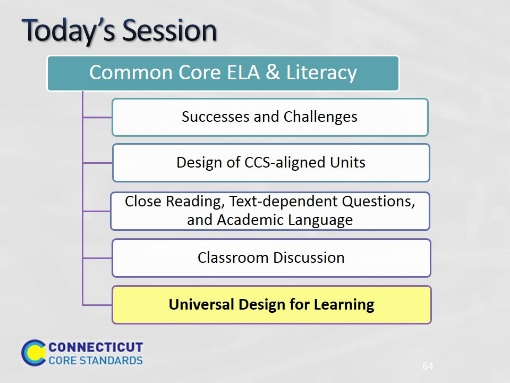 Today's Session
Common Core ELA & Literacy
Successes and Challenges
Design of CCS-aligned Units
Close Reading, Text-dependent Questions,
and Academic Language
Classroom Discussion
Universal Design for Learning
CONNECTICUT
CORE STANDARDS
64